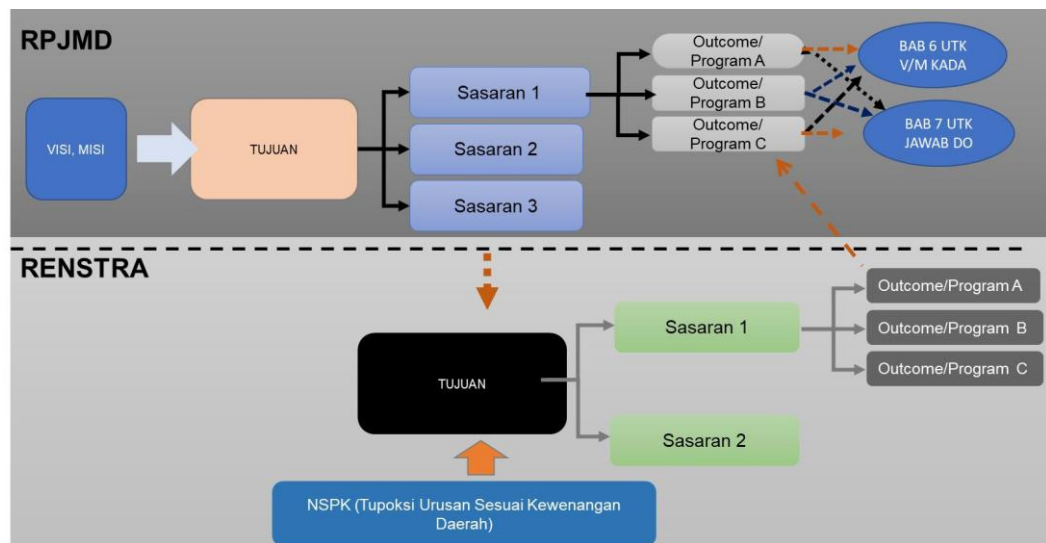 RPJMD
VISI, MISI
TUJUAN
Sasaran 1
Sasaran 2
Sasaran 3
Outcome/
Program A
Outcome/
Program B
Outcome/
Program C
BAB 6 UTK
V/M KADA
BAB 7 UTK
JAWAB DO
RENSTRA
TUJUAN
Sasaran 1
Sasaran 2
Outcome/Program A
Outcome/Program B
Outcome/Program C
NSPK (Tupoksi Urusan Sesuai Kewenangan
Daerah)